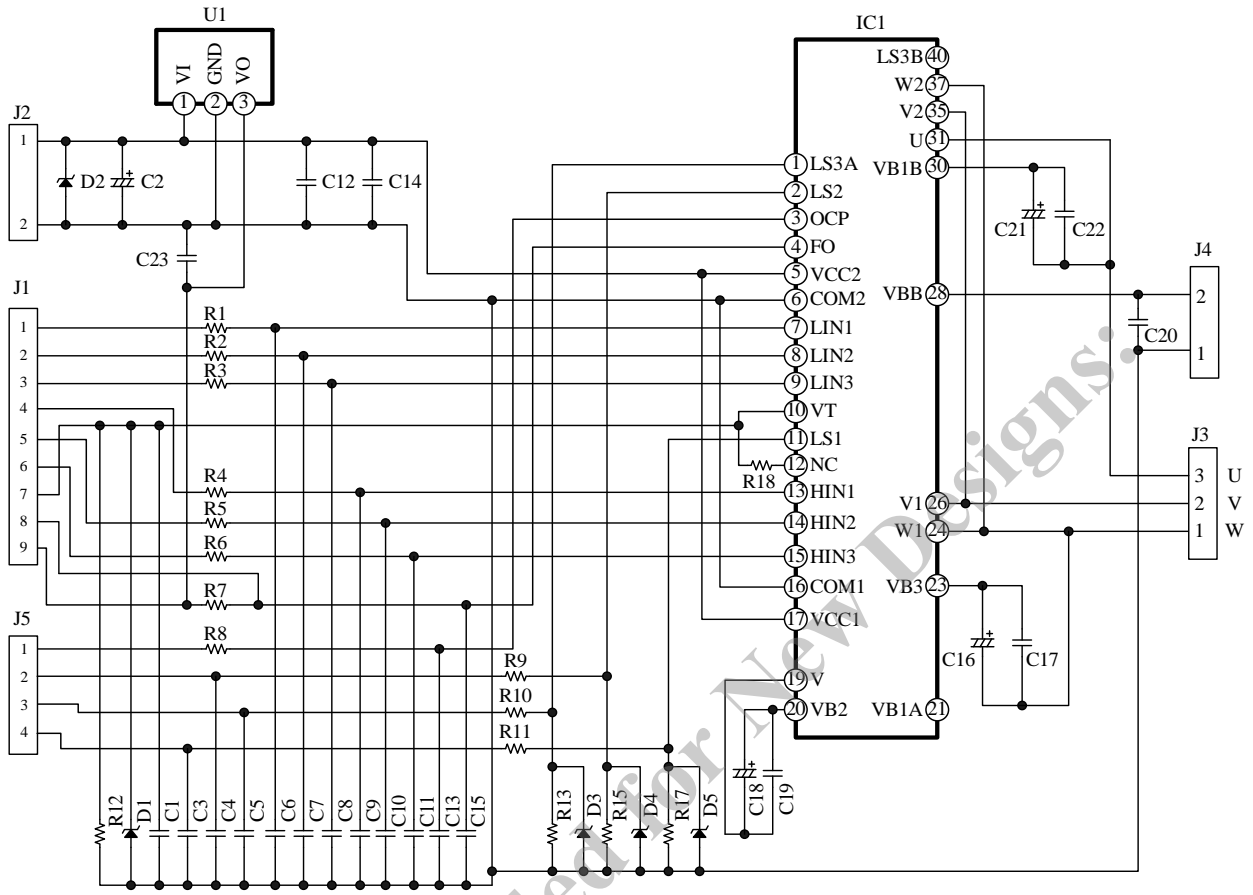 U1
IC1
VI GND VO
1 2 3
J2
1
2
D2
C2
C12
C14
C23
J1
1
2
3
4
5
6
7
8
9
R1
R2
R3
R4
R5
R6
R7
J5
1
2
3
4
R8
R9
R10
R11
R12
D1
C1
C3
C4
C5
C6
C7
C8
C9
C10
C11
C13
C15
R13
D3
R15
D4
R17
D5
C18
C19
R18
1 LS3A
2 LS2
3 OCP
4 FO
5 VCC2
6 COM2
7 LIN1
8 LIN2
9 LIN3
10 VT
11 LS1
12 NC
13 HIN1
14 HIN2
15 HIN3
16 COM1
17 VCC1
19 V
20 VB2
LS3B 40
W2 37
V2 35
U 31
VB1B 30
VBB 28
V1 26
W1 24
VB3 23
VB1A 21
C21
C22
C20
C16
C17
J4
2
1
J3
3 U
2 V
1 W
ed for New Designs: